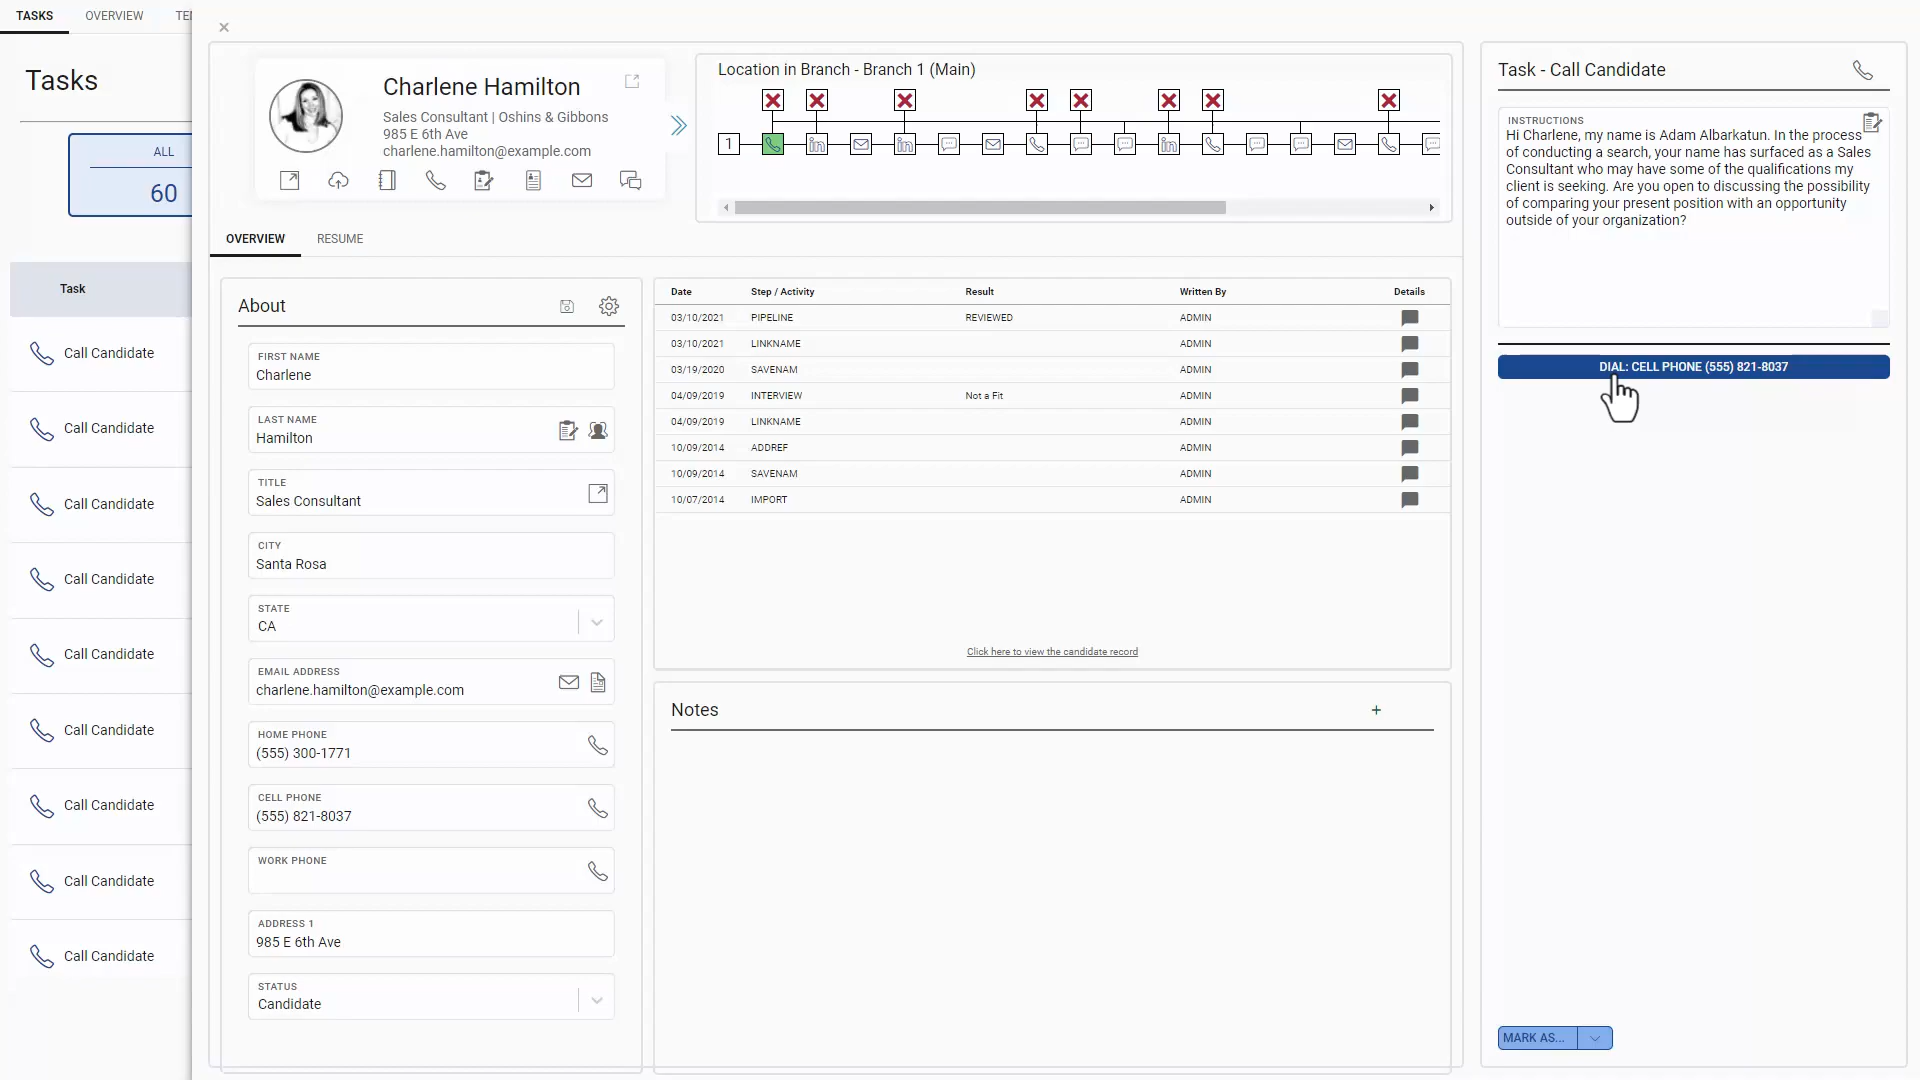 TASKS
OVERVIEW
Tasks
ALL
60
Task
Call Candidate
Call Candidate
Call Candidate
Call Candidate
Call Candidate
Call Candidate
Call Candidate
Call Candidate
Call Candidate
Charlene Hamilton
Sales Consultant | Oshins & Gibbons
985 E 6th Ave
charlene.hamilton@example.com
Location in Branch - Branch 1 (Main)
1
OVERVIEW
RESUME
About
FIRST NAME
Charlene
LAST NAME
Hamilton
TITLE
Sales Consultant
CITY
Santa Rosa
STATE
CA
EMAIL ADDRESS
charlene.hamilton@example.com
HOME PHONE
(555) 300-1771
CELL PHONE
(555) 821-8037
WORK PHONE
ADDRESS 1
985 E 6th Ave
STATUS
Candidate
Date Step / Activity Result Written By Details
03/10/2021 PIPELINE REVIEWED ADMIN
03/10/2021 LINKNAME ADMIN
03/19/2020 SAVENAM ADMIN
04/09/2019 INTERVIEW Not a Fit ADMIN
04/09/2019 LINKNAME ADMIN
10/09/2014 ADDREF ADMIN
10/09/2014 SAVENAM ADMIN
10/07/2014 IMPORT ADMIN
Click here to view the candidate record
Notes
Task - Call Candidate
INSTRUCTIONS
Hi Charlene, my name is Adam Albarkatun. In the process
of conducting a search, your name has surfaced as a Sales
Consultant who may have some of the qualifications my
client is seeking. Are you open to discussing the possibility
of comparing your present position with an opportunity
outside of your organization?
DIAL: CELL PHONE (555) 821-8037
MARK AS...